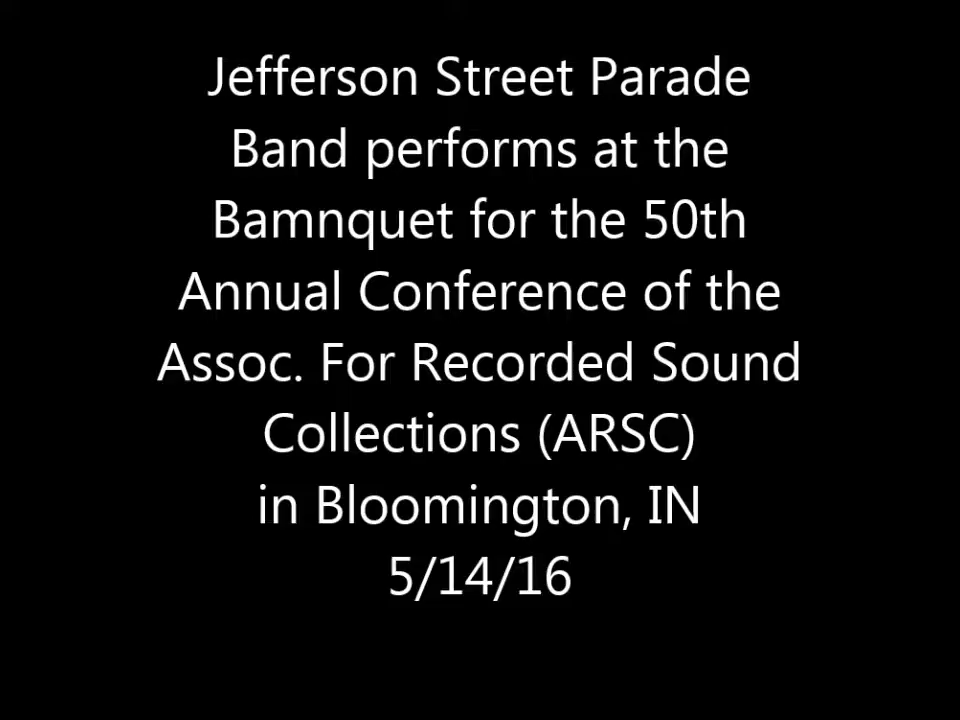 Jefferson Street Parade
Band performs at the
Bamnquet for the 50th
Annual Conference of the
Assoc. For Recorded Sound
Collections (ARSC)
in Bloomington, IN
5/14/16